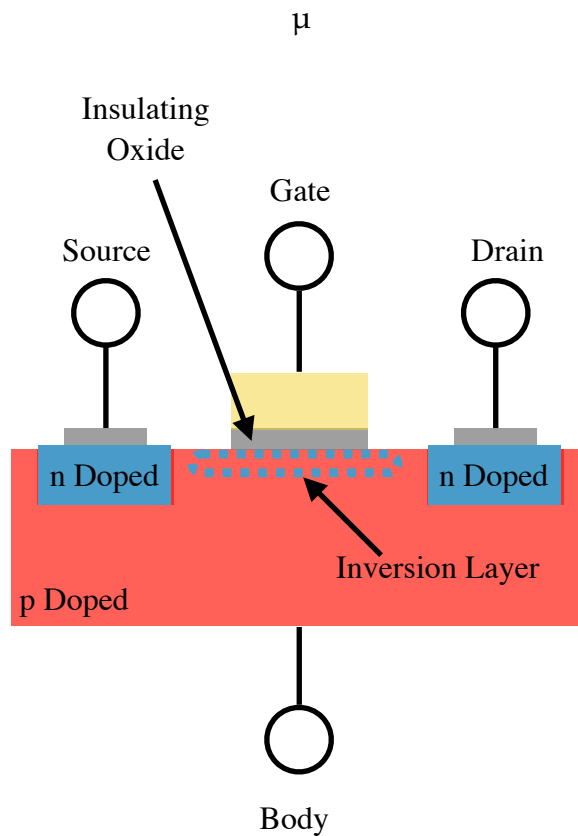 µ
Insulating
Oxide
Gate
Source
Drain
n Doped
n Doped
Inversion Layer
p Doped
Body